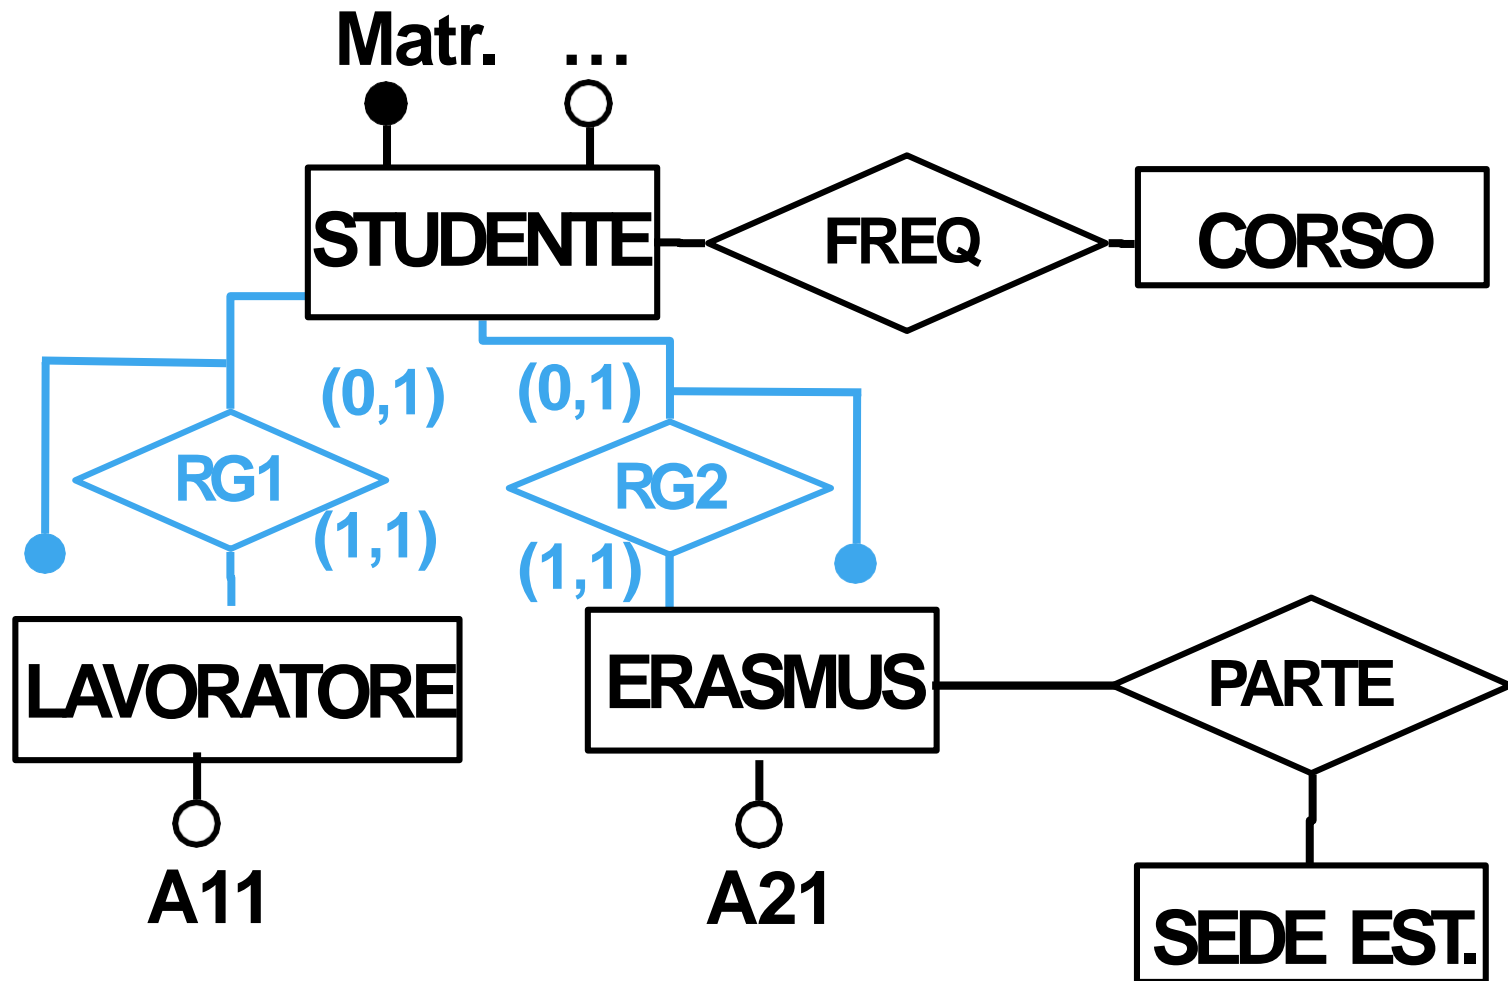 Matr. ...
STUDENTE FREQ CORSO
(0,1) (0,1)
RG1 RG2
(1,1) (1,1)
LAVORATORE ERASMUS PARTE
A11 A21
SEDE EST.